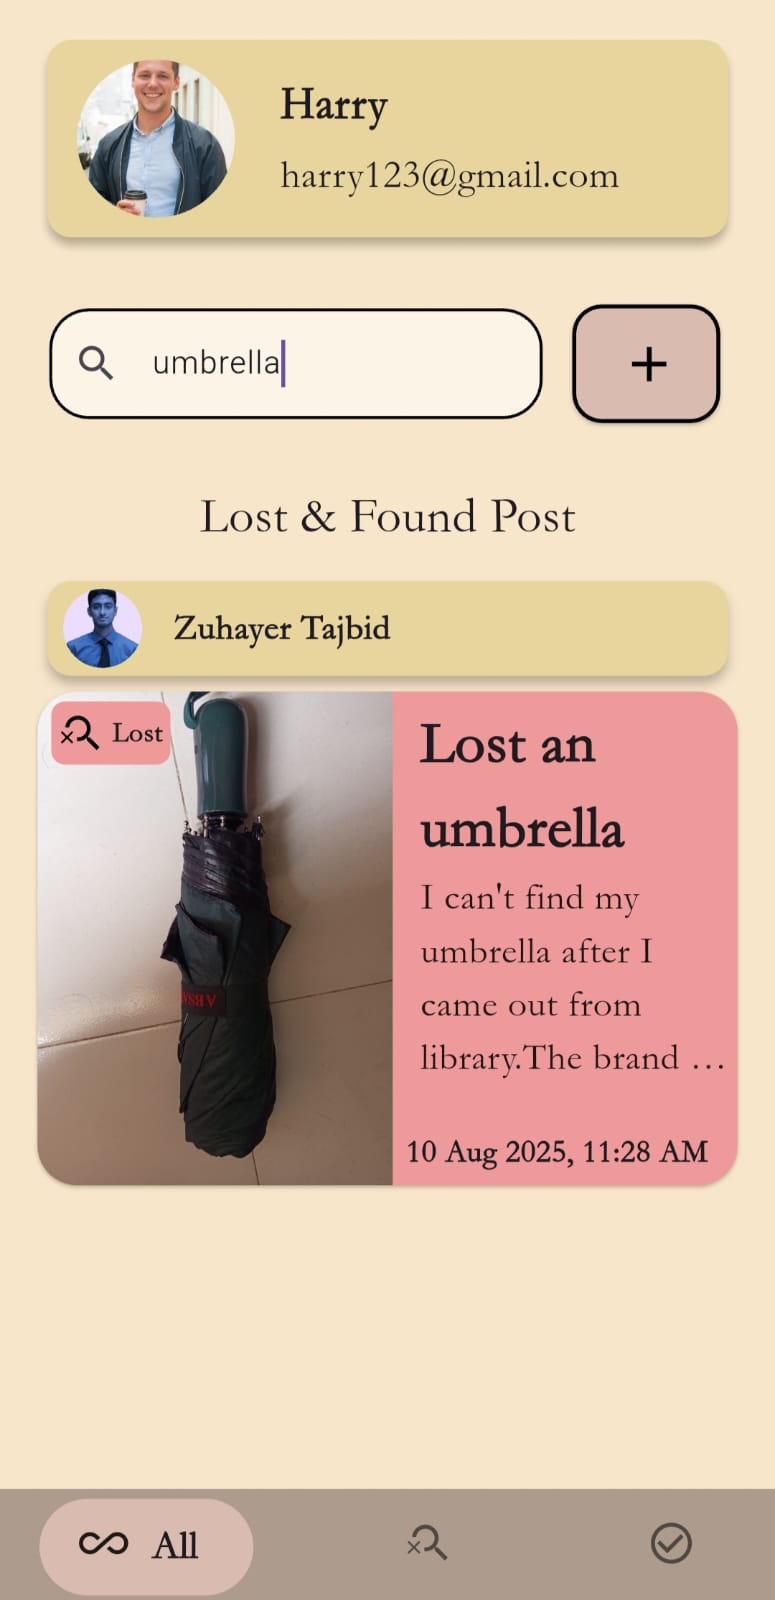 Harry
harry123@gmail.com
umbrella
Lost & Found Post
Zuhayer Tajbid
Lost
Lost an
umbrella
I can't find my
umbrella after I
came out from
library.The brand ...
10 Aug 2025, 11:28 AM
All